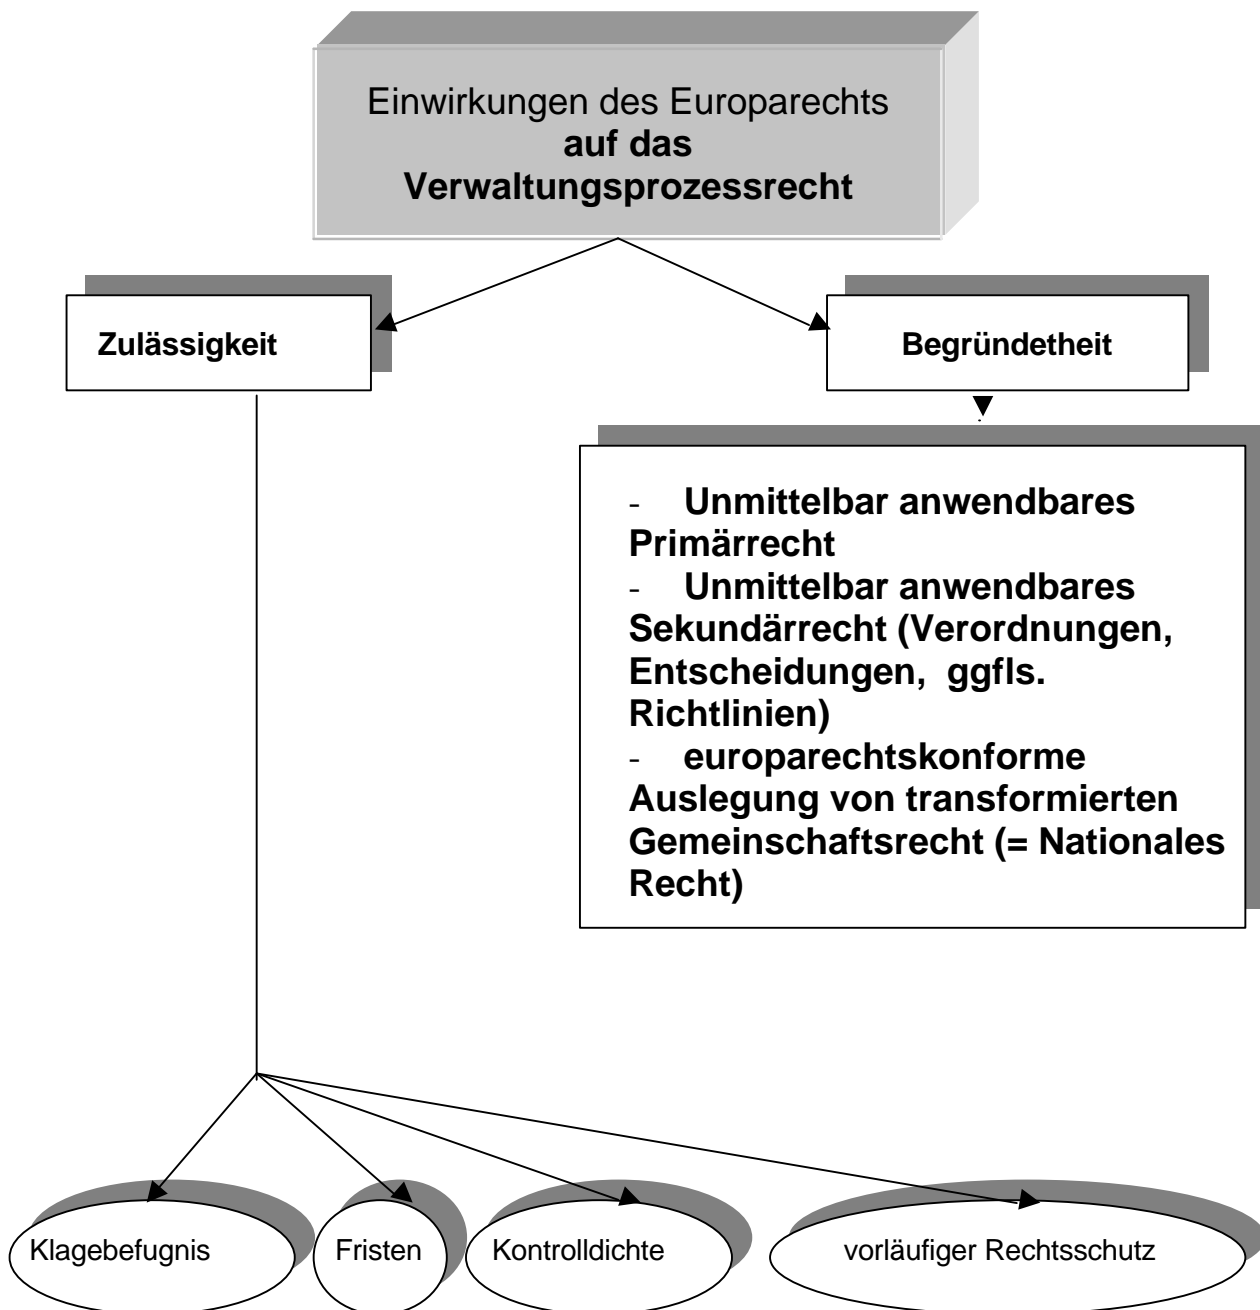 Einwirkungen des Europarechts
auf das
Verwaltungsprozessrecht
Zulässigkeit
Begründetheit
- Unmittelbar anwendbares
Primärrecht
- Unmittelbar anwendbares
Sekundärrecht (Verordnungen,
Entscheidungen, ggfls.
Richtlinien)
- europarechtskonforme
Auslegung von transformierten
Gemeinschaftsrecht (= Nationales
Recht)
Klagebefugnis
Fristen
Kontrolldichte
vorläufiger Rechtsschutz